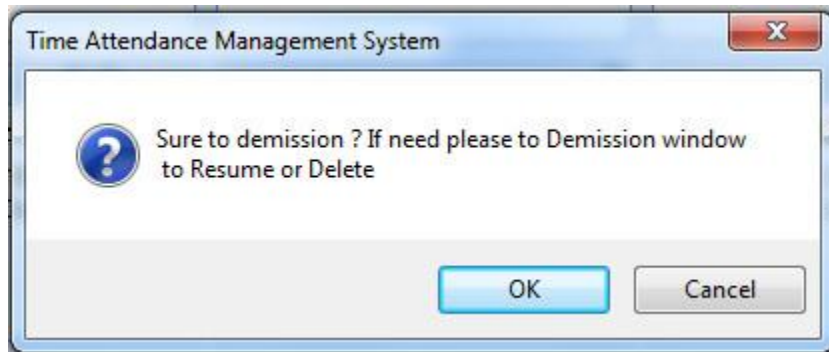 Time Attendance Management System
Sure to demission ? If need please to Demission window
to Resume or Delete
OK
Cancel